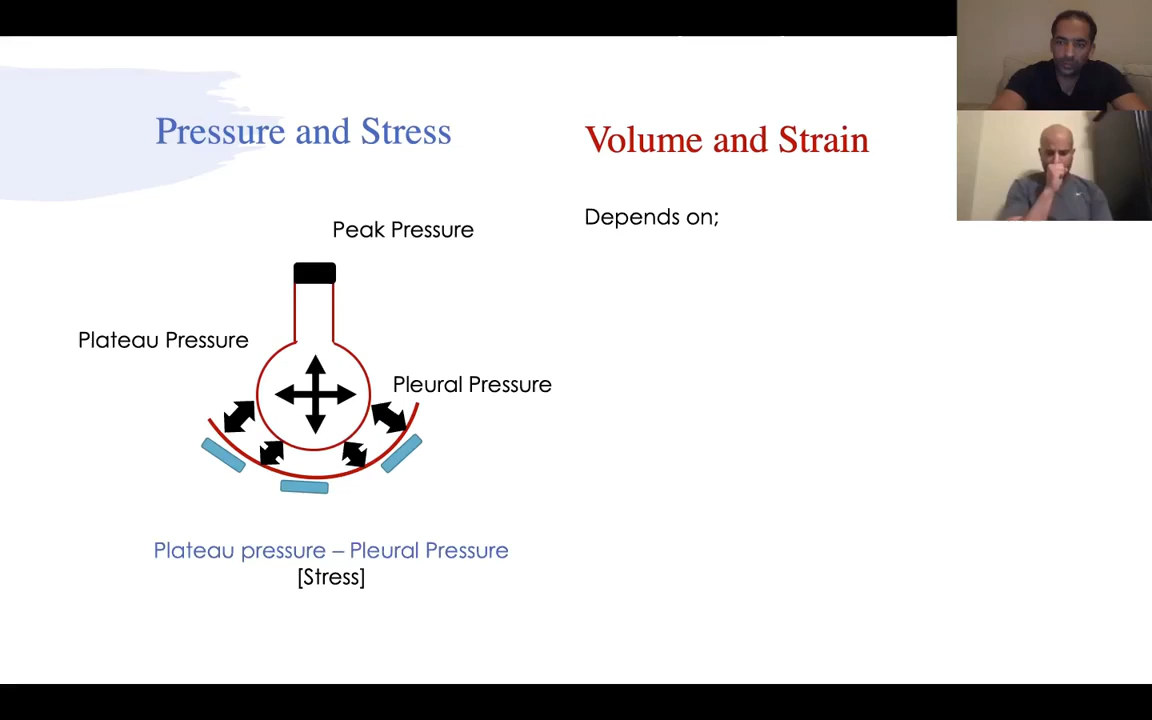 Pressure and Stress
Peak Pressure
Plateau Pressure
Pleural Pressure
Plateau pressure – Pleural Pressure
[Stress]
Volume and Strain
Depends on;